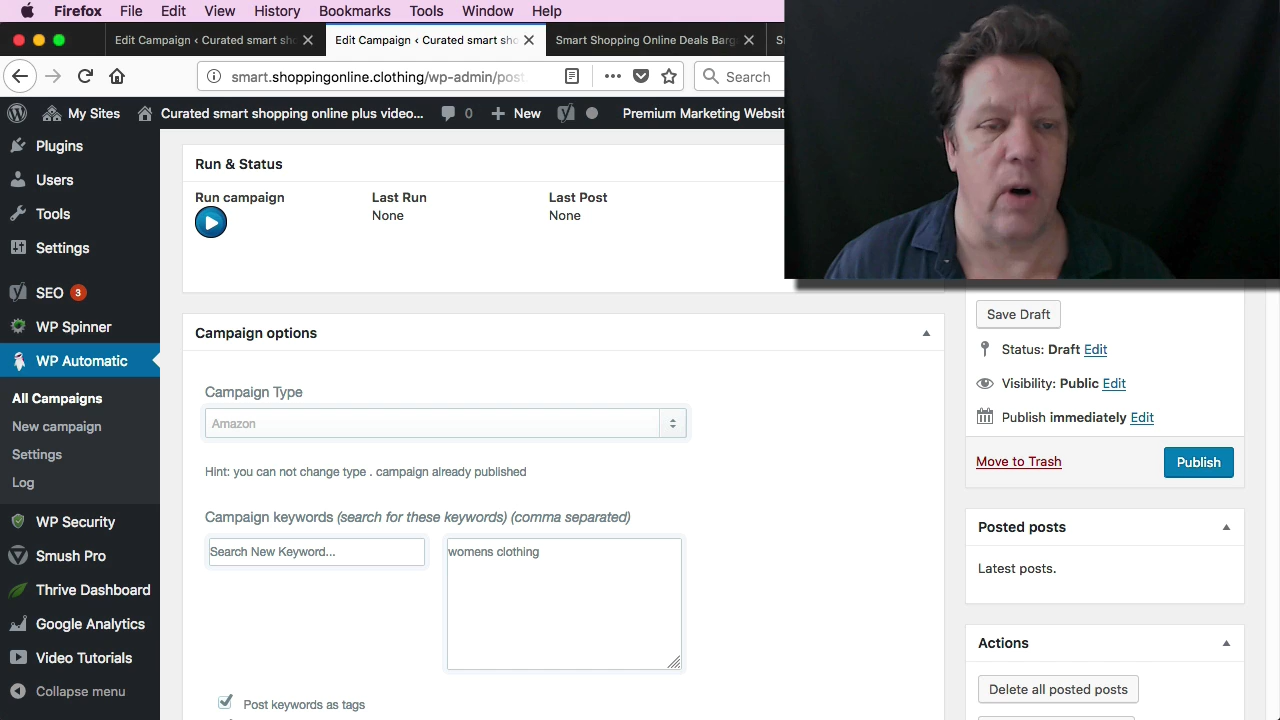 Firefox File Edit View History Bookmarks Tools Window Help
Edit Campaign ‹ Curated smart sho
Edit Campaign ‹ Curated smart sho
Smart Shopping Online Deals Barg
smart.shoppingonline.clothing/wp-admin/post
Search
My Sites
Curated smart shopping online plus video...
0
New
Premium Marketing Websit
Plugins
Users
Tools
Settings
SEO 3
WP Spinner
WP Automatic
All Campaigns
New campaign
Settings
Log
WP Security
Smush Pro
Thrive Dashboard
Google Analytics
Video Tutorials
Collapse menu
Run & Status
Run campaign Last Run Last Post
None None
Campaign options
Campaign Type
Amazon
Hint: you can not change type . campaign already published
Campaign keywords (search for these keywords) (comma separated)
Search New Keyword...
womens clothing
Post keywords as tags
Save Draft
Status: Draft Edit
Visibility: Public Edit
Publish immediately Edit
Move to Trash
Publish
Posted posts
Latest posts.
Actions
Delete all posted posts